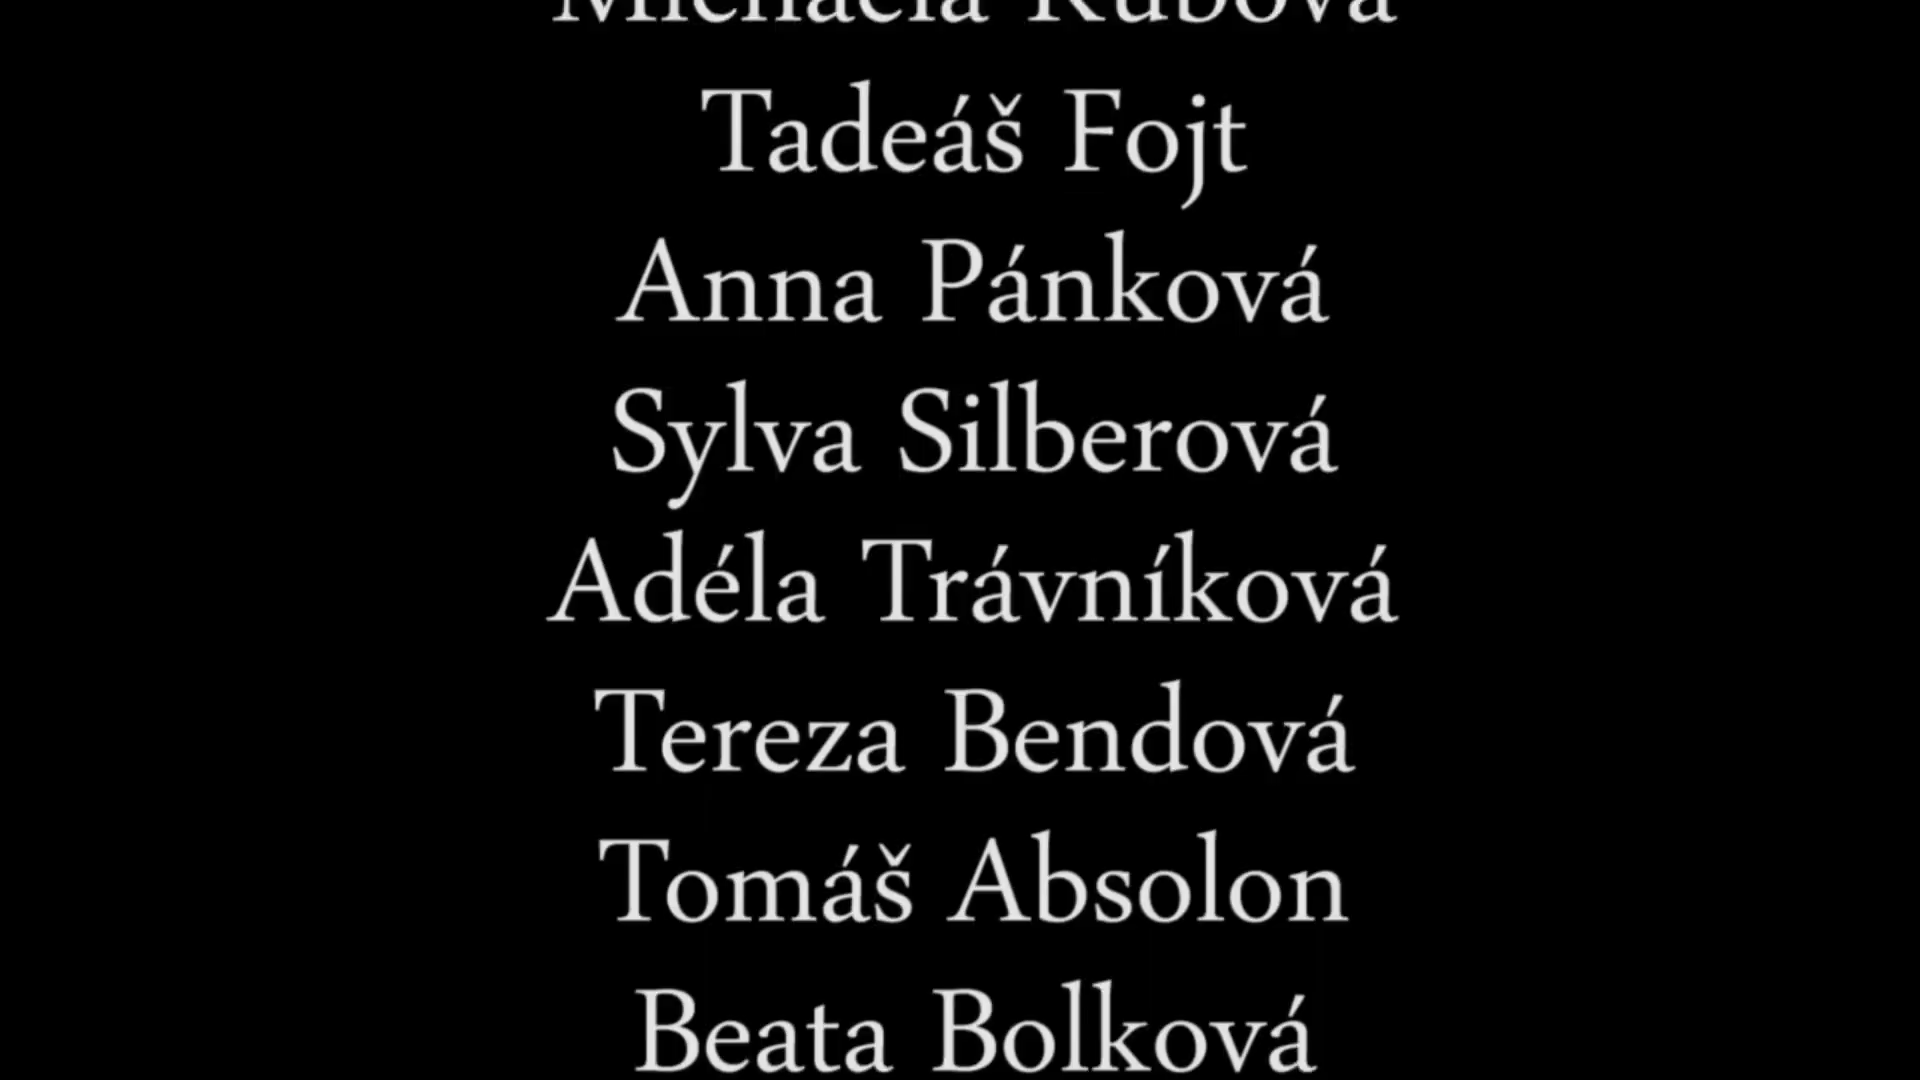 Tadeáš Fojt
Anna Pánková
Sylva Silberová
Adéla Trávníková
Tereza Bendová
Tomáš Absolon
Beata Bolková